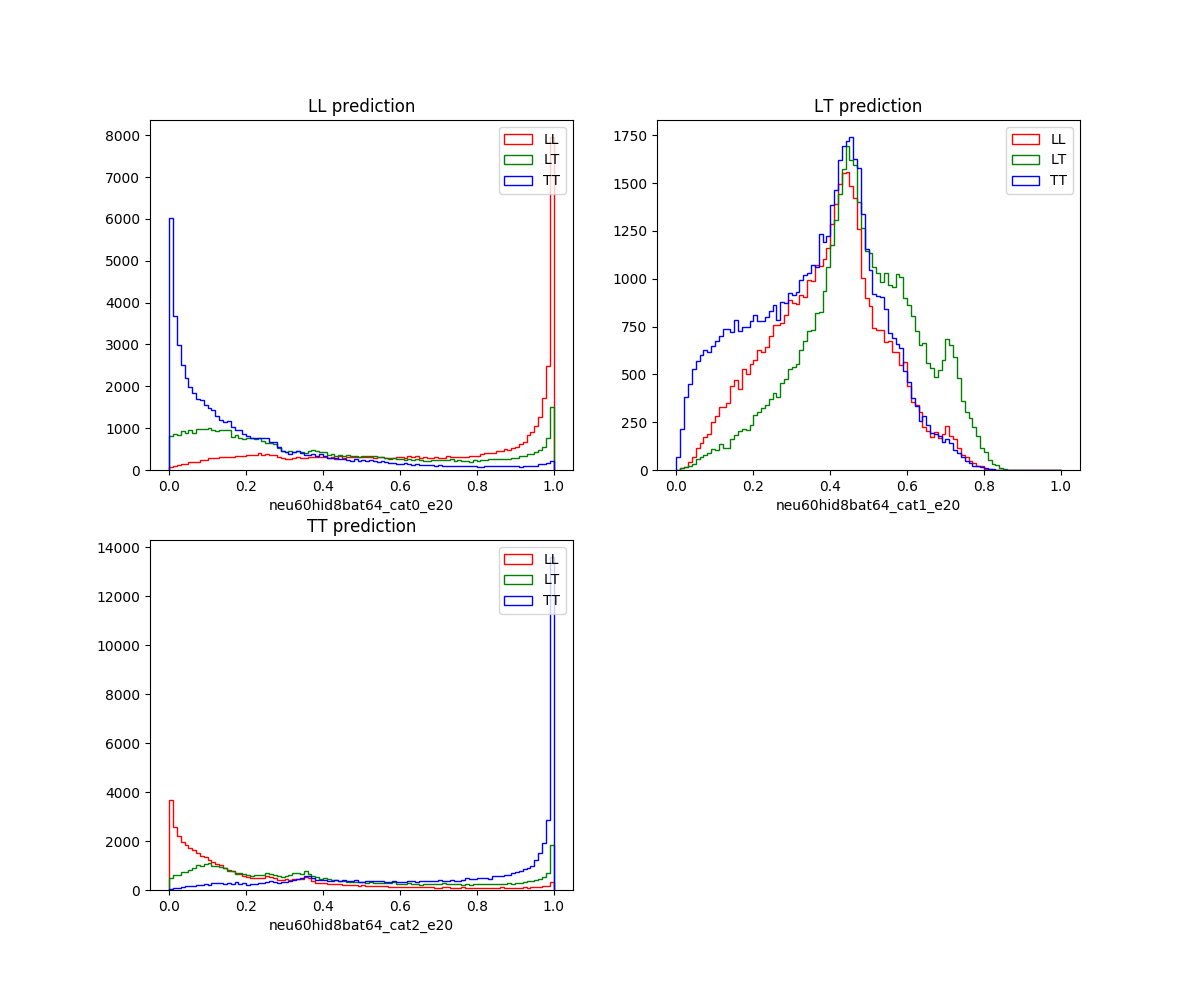 LL prediction
8000
7000
6000
5000
4000
3000
2000
1000
0
LL
LT
TT
0.0 0.2 0.4 0.6 0.8 1.0
neu60hid8bat64_cat0_e20
LT prediction
1750
1500
1250
1000
750
500
250
0
LL
LT
TT
0.0 0.2 0.4 0.6 0.8 1.0
neu60hid8bat64_cat1_e20
TT prediction
14000
12000
10000
8000
6000
4000
2000
0
LL
LT
TT
0.0 0.2 0.4 0.6 0.8 1.0
neu60hid8bat64_cat2_e20